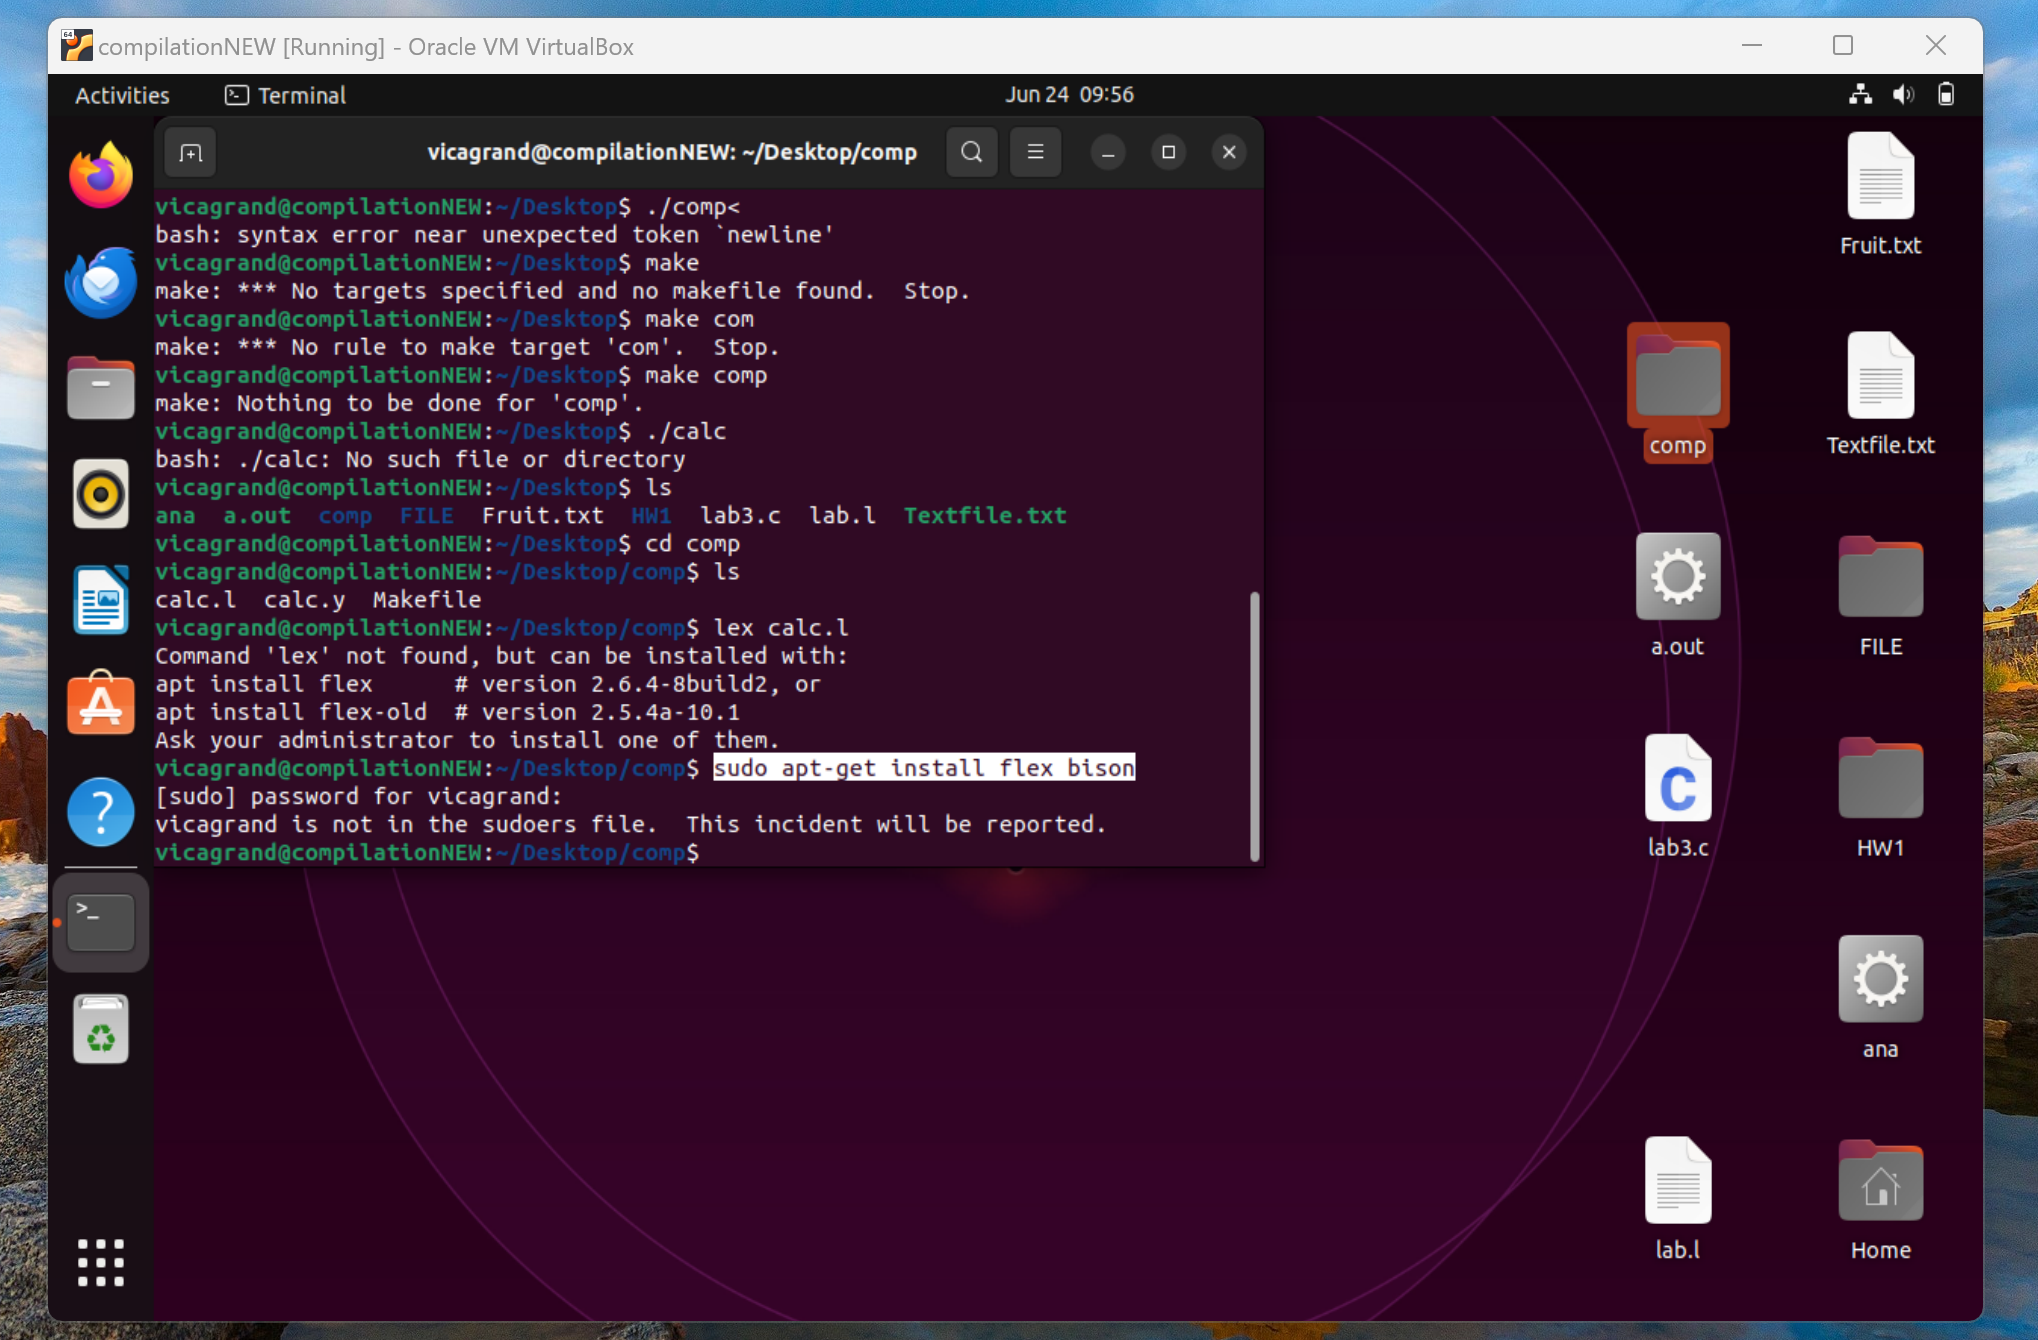 64
compilationNEW [Running] - Oracle VM VirtualBox
Activities
Terminal
Jun 24 09:56
vicagrand@compilationNEW: ~/Desktop/comp
vicagrand@compilationNEW:~/Desktop$ ./comp<
bash: syntax error near unexpected token `newline'
vicagrand@compilationNEW:~/Desktop$ make
make: *** No targets specified and no makefile found.  Stop.
vicagrand@compilationNEW:~/Desktop$ make com
make: *** No rule to make target 'com'.  Stop.
vicagrand@compilationNEW:~/Desktop$ make comp
make: Nothing to be done for 'comp'.
vicagrand@compilationNEW:~/Desktop$ ./calc
bash: ./calc: No such file or directory
vicagrand@compilationNEW:~/Desktop$ ls
ana  a.out  comp  FILE  Fruit.txt  HW1  lab3.c  lab.l  Textfile.txt
vicagrand@compilationNEW:~/Desktop$ cd comp
vicagrand@compilationNEW:~/Desktop/comp$ ls
calc.l  calc.y  Makefile
vicagrand@compilationNEW:~/Desktop/comp$ lex calc.l
Command 'lex' not found, but can be installed with:
apt install flex      # version 2.6.4-8build2, or
apt install flex-old  # version 2.5.4a-10.1
Ask your administrator to install one of them.
vicagrand@compilationNEW:~/Desktop/comp$ sudo apt-get install flex bison
[sudo] password for vicagrand:
vicagrand is not in the sudoers file.  This incident will be reported.
vicagrand@compilationNEW:~/Desktop/comp$
Fruit.txt
comp
Textfile.txt
a.out
FILE
C
lab3.c
HW1
ana
lab.l
Home